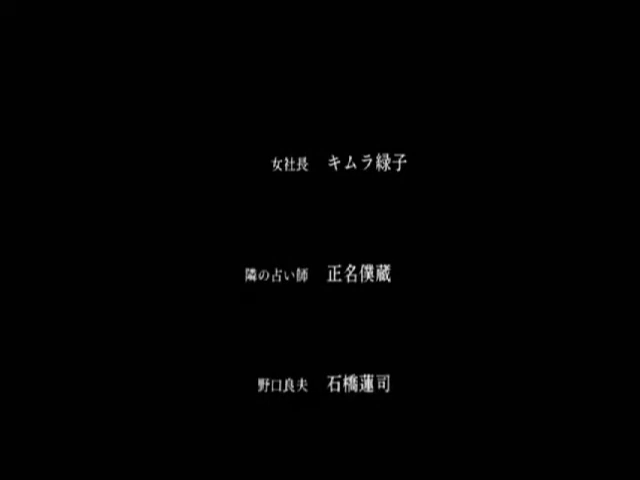 女社長 キムラ緑子
隣の占い師 正名僕蔵
野口良夫 石橋蓮司